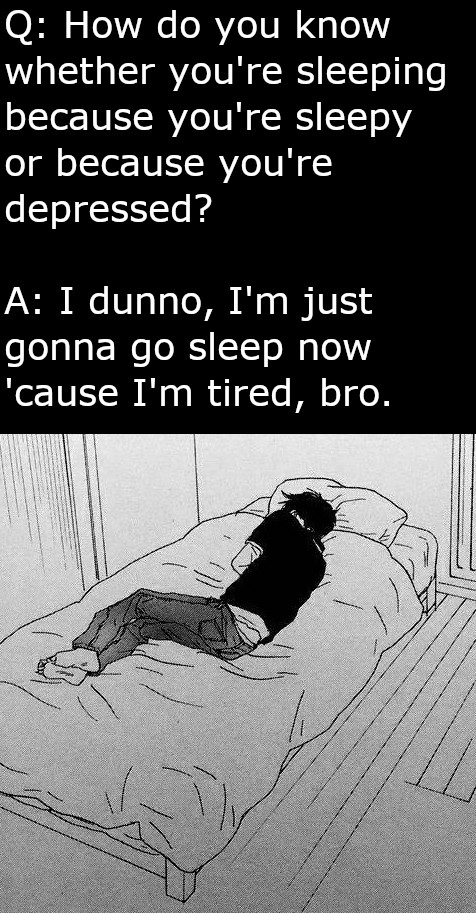 Q: How do you know
whether you're sleeping
because you're sleepy
or because you're
depressed?
A: I dunno, I'm just
gonna go sleep now
'cause I'm tired, bro.